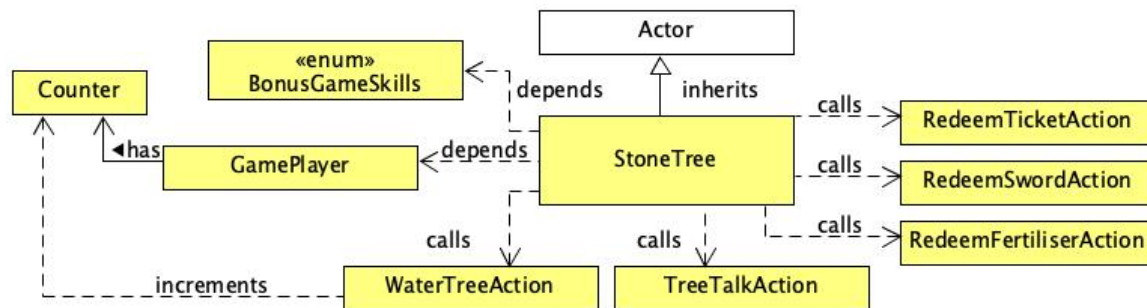 Actor
«enum»
BonusGameSkills
Counter
depends
inherits
calls
RedeemTicketAction
◀has
GamePlayer
depends
StoneTree
calls
RedeemSwordAction
calls
calls
calls
RedeemFertiliserAction
increments
WaterTreeAction
TreeTalkAction